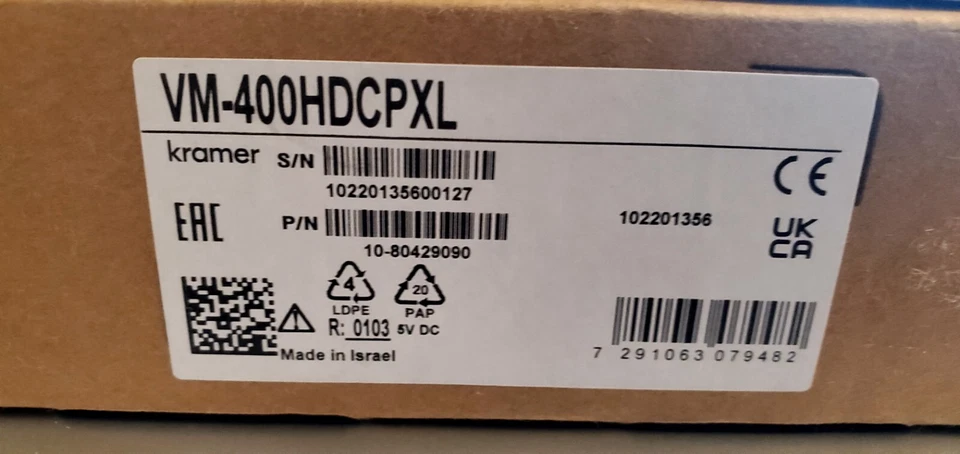 VM-400HDCPXL
kramer S/N
10220135600127
EAC P/N
10-80429090
102201356
CE
UK
CA
4
LDPE
20
PAP
R: 0103 5V DC
Made in Israel
7 291063 079482